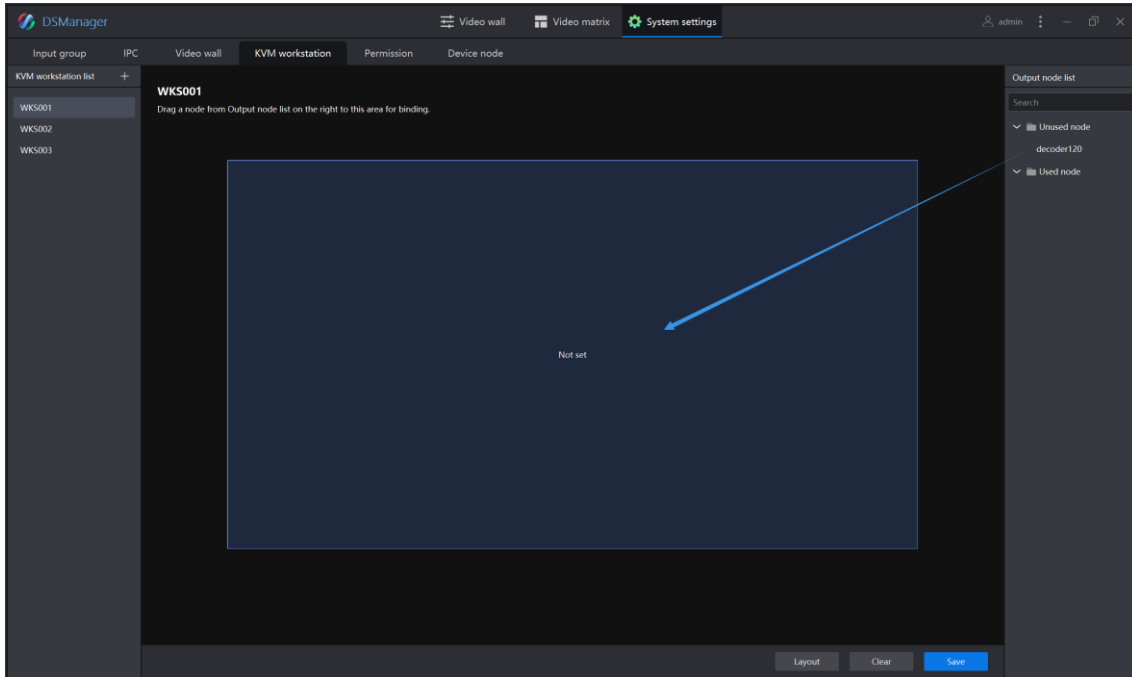 DSManager
Video wall
Video matrix
System settings
admin
Input group
IPC
Video wall
KVM workstation
Permission
Device node
KVM workstation list
WKS001
WKS002
WKS003
WKS001
Drag a node from Output node list on the right to this area for binding.
Not set
Layout
Clear
Save
Output node list
Search
Unused node
decoder120
Used node